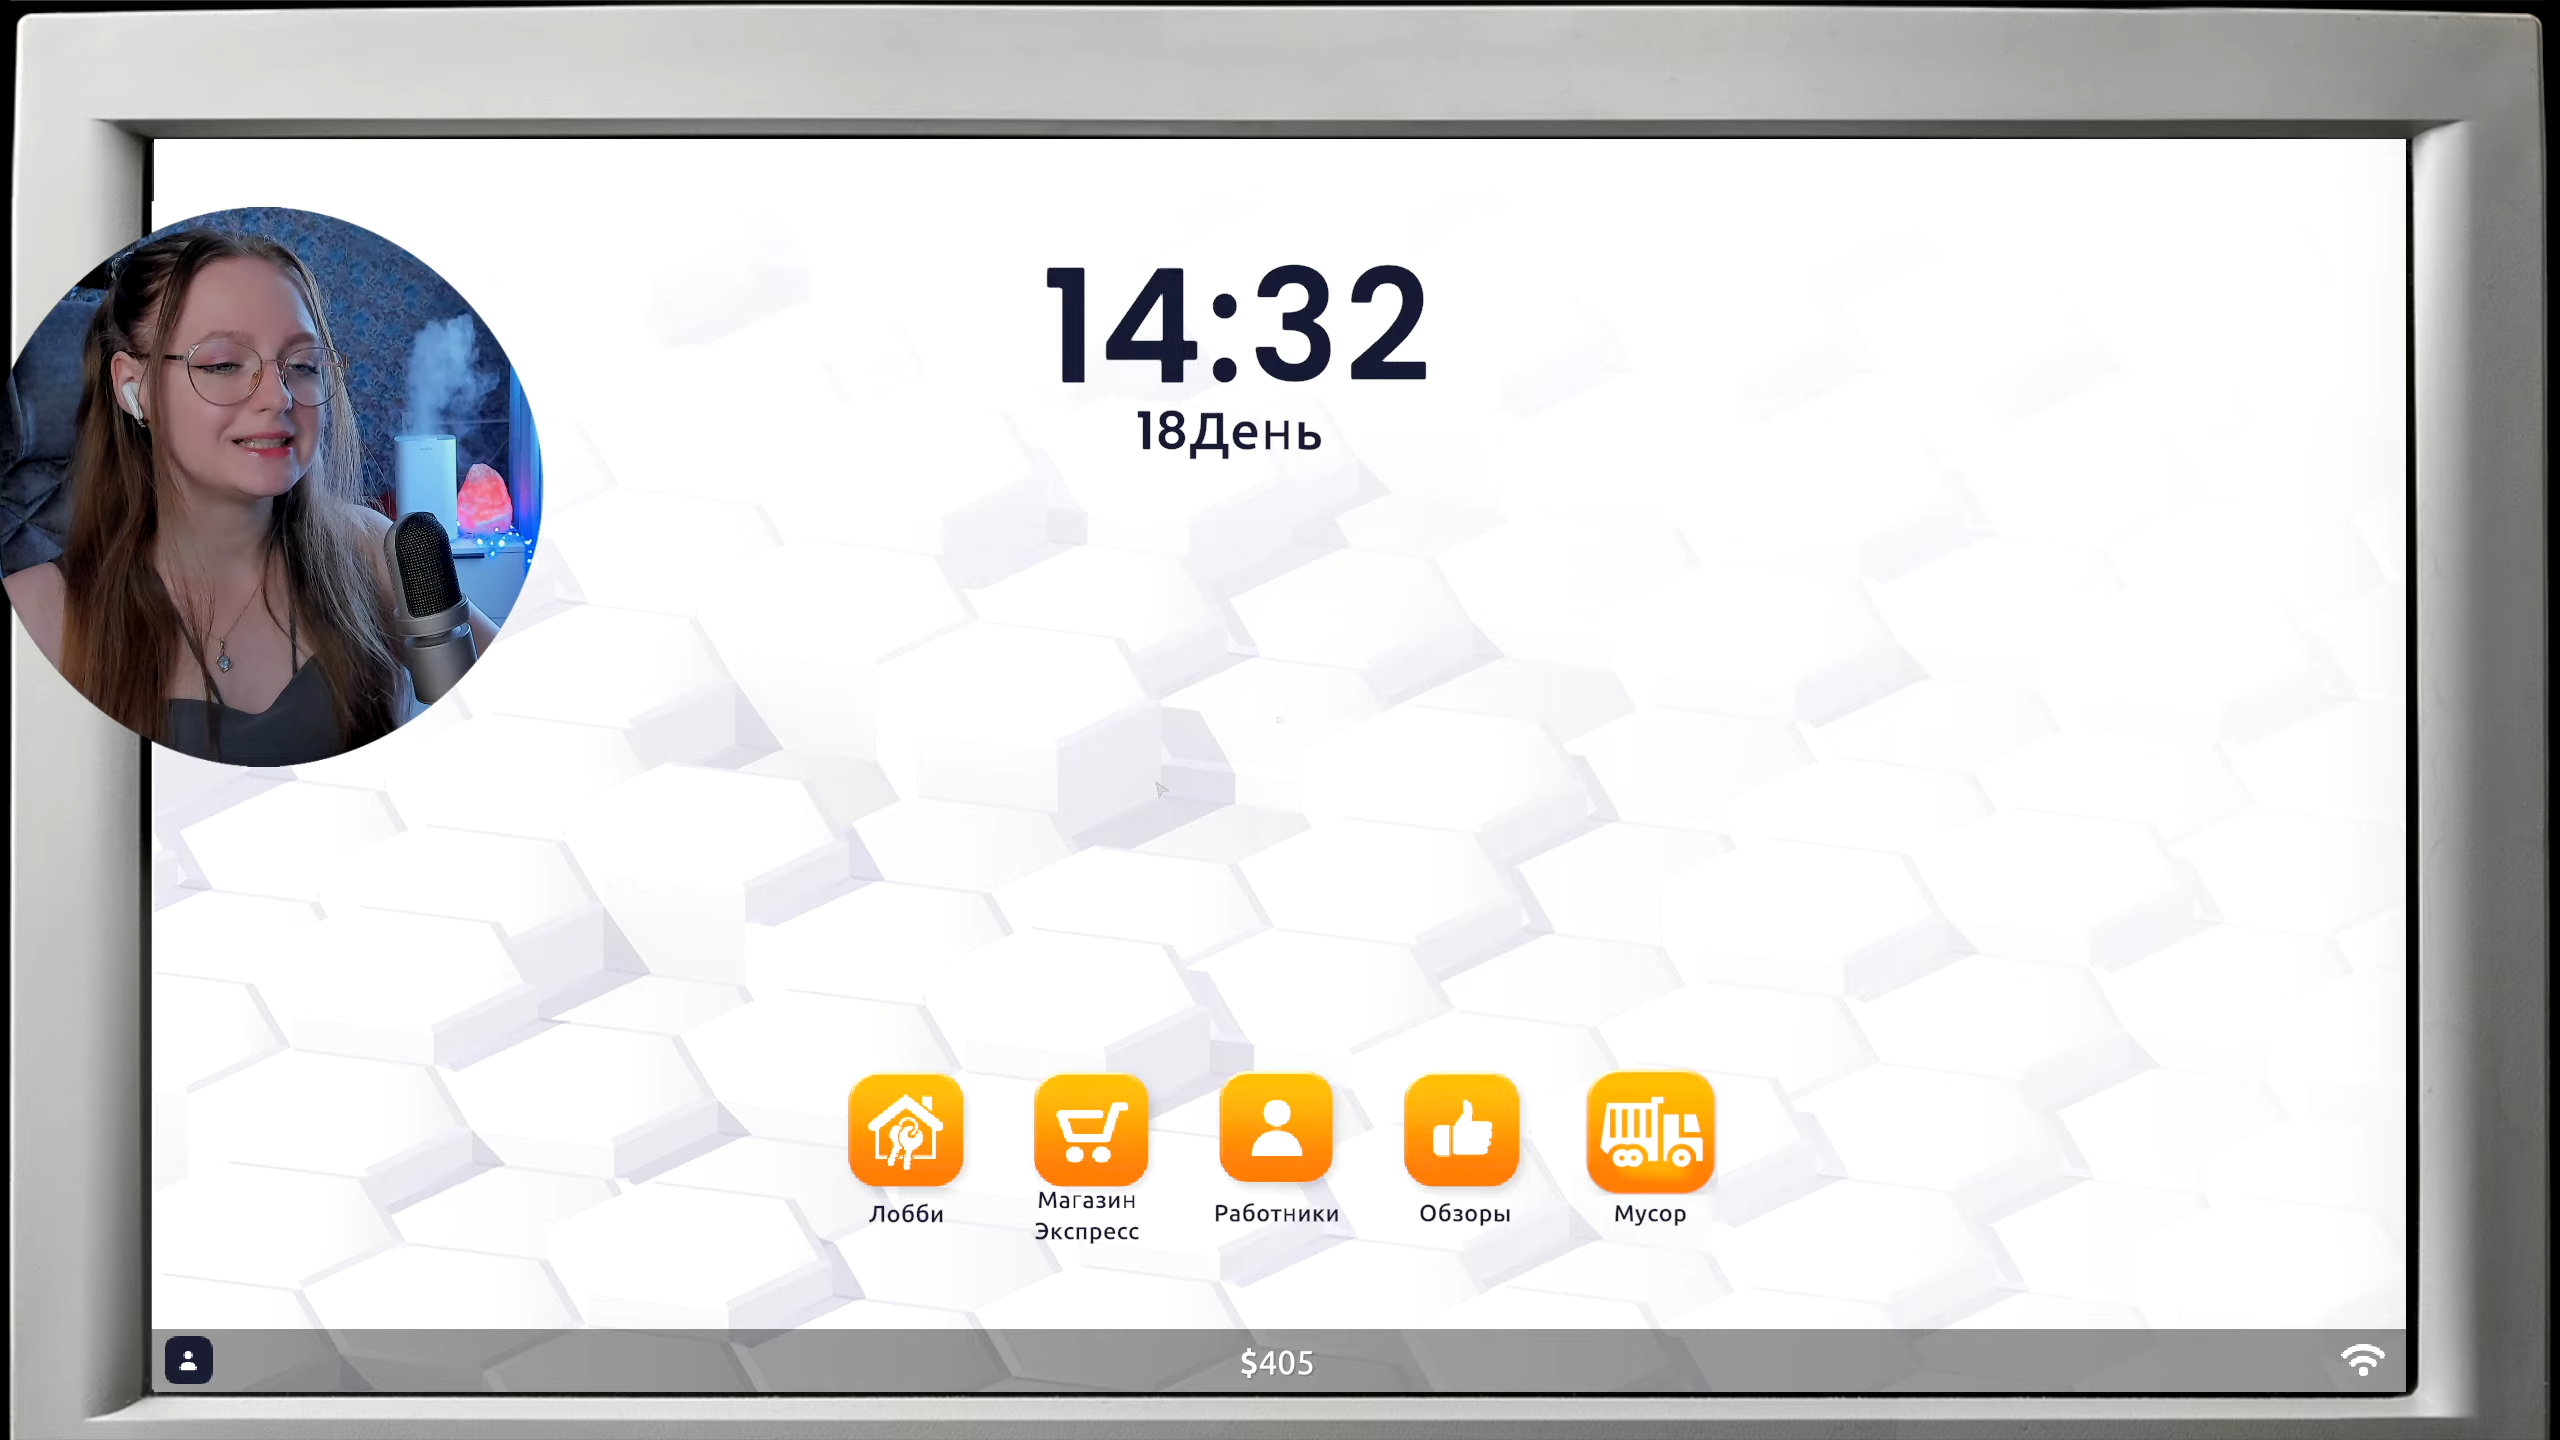 14:32
18День
Лобби
Магазин
Экспресс
Работники
Обзоры
Мусор
$405